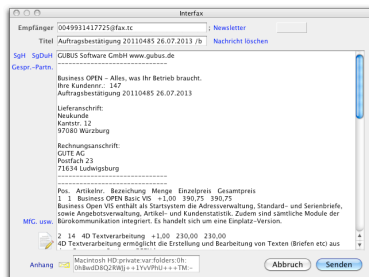 Interfax
Empfänger 0049931417725@fax.tc ; Newsletter
Titel Auftragsbestätigung 20110485 26.07.2013 /b Nachricht löschen
SgH SgDuH GUBUS Software GmbH www.gubus.de
Gespr.-Partn. ------------------------------
Business OPEN - Alles, was Ihr Betrieb braucht.
Ihre Kundennr.: 147
Auftragsbestätigung 20110485 26.07.2013
Lieferanschrift:
Neukunde
Kantstr. 12
97080 Würzburg
Rechnungsanschrift:
GUTE AG
Postfach 23
71634 Ludwigsburg
------------------------------
------------------------------
Pos. Artikelnr. Bezeichung Menge Einzelpreis Gesamtpreis
1 1 Business OPEN Basic VIS +1,00 390,75 390,75
Business Open VIS enthält als Startsystem die Adressverwaltung, Standard- und Serienbriefe,
sowie Angebotsverwaltung, Artikel- und Kundenstatistik. Zudem sind sämtliche Module der
MfG. usw. Bürokommunikation integriert. Es handelt sich um eine Einplatz-Version.
2 14 4D Textverarbeitung +1,00 230,00 230,00
4D Textverarbeitung ermöglicht die Erstellung und Bearbeitung von Texten (Briefen etc) aus
Anhang Macintosh HD:private:var:folders:0h:
Abbruch Senden